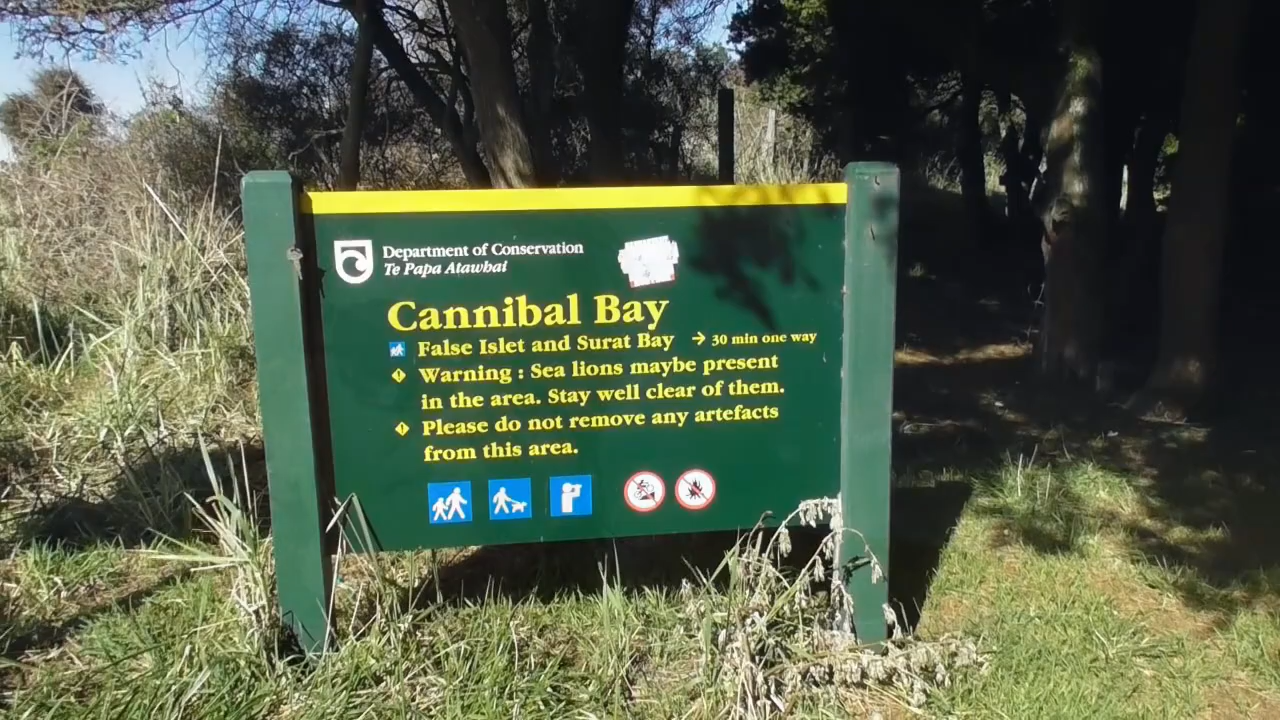 Department of Conservation
Te Papa Atawhai
Cannibal Bay
False Islet and Surat Bay → 30 min one way
Warning : Sea lions maybe present
in the area. Stay well clear of them.
Please do not remove any artefacts
from this area.